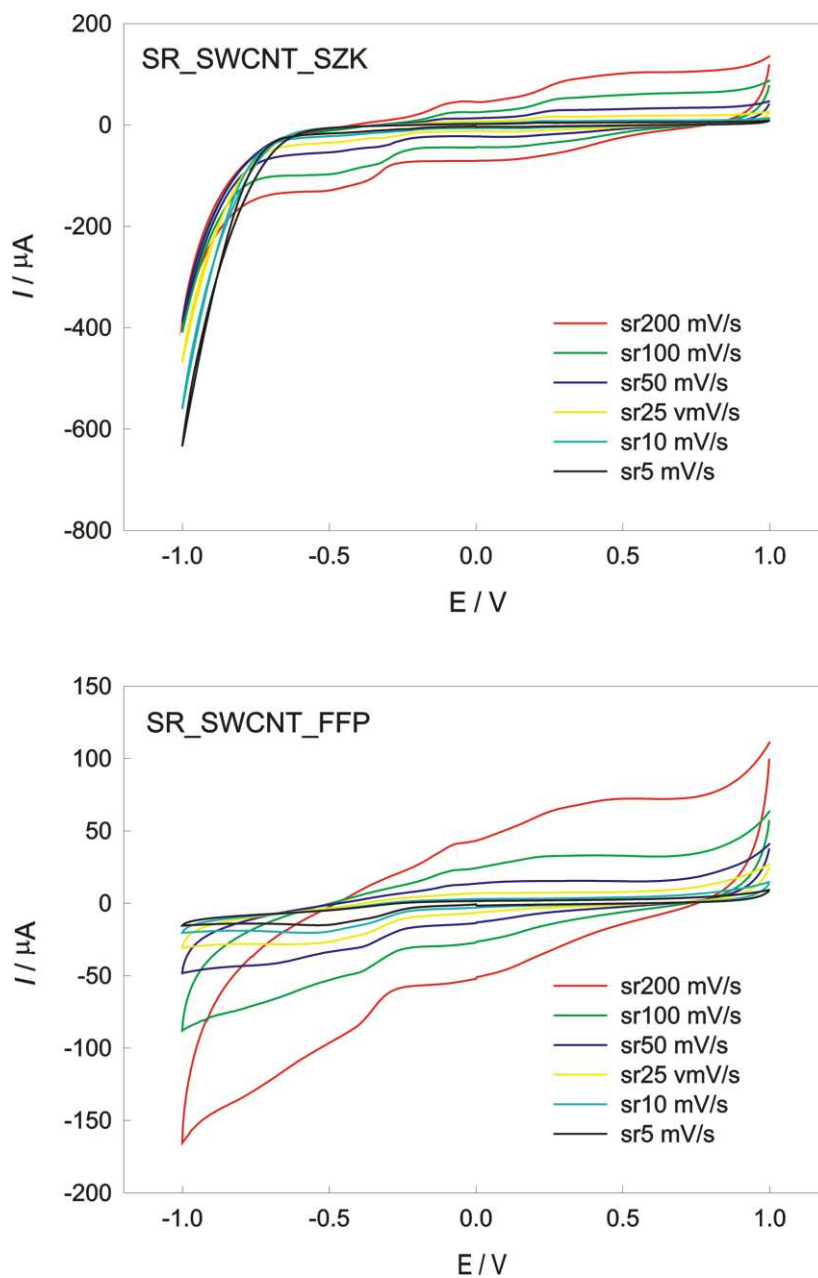 200
SR_SWCNT_SZK
0
-200
I / μA
-400
-600
-800
sr200 mV/s
sr100 mV/s
sr50 mV/s
sr25 vmV/s
sr10 mV/s
sr5 mV/s
-1.0 -0.5 0.0 0.5 1.0
E / V
150
SR_SWCNT_FFP
100
50
0
I / μA
-50
-100
-150
-200
sr200 mV/s
sr100 mV/s
sr50 mV/s
sr25 vmV/s
sr10 mV/s
sr5 mV/s
-1.0 -0.5 0.0 0.5 1.0
E / V